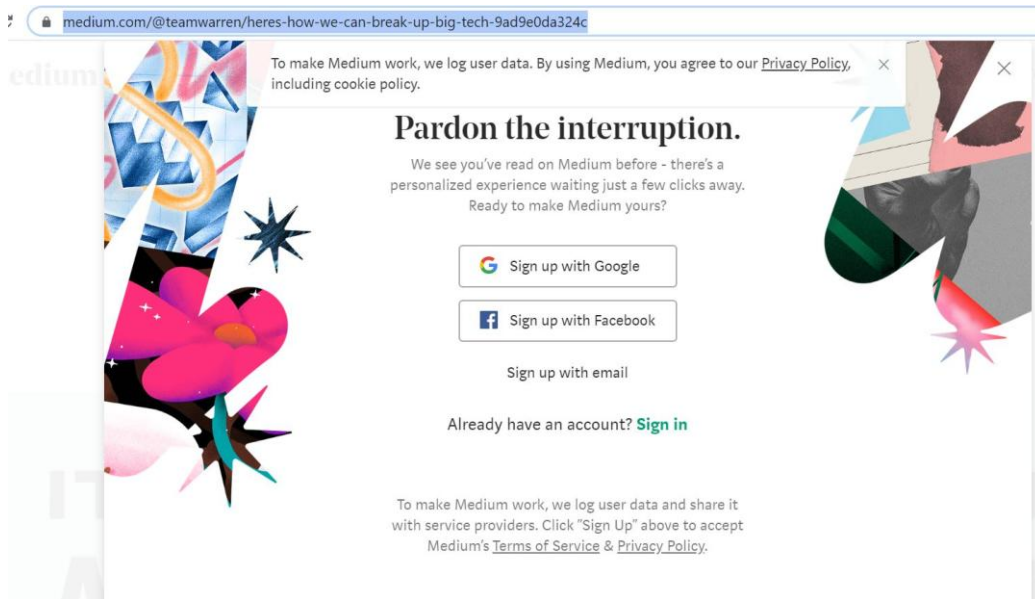 medium.com/@teamwarren/heres-how-we-can-break-up-big-tech-9ad9e0da324c
edium
To make Medium work, we log user data. By using Medium, you agree to our Privacy Policy,
including cookie policy.
Pardon the interruption.
We see you've read on Medium before - there's a
personalized experience waiting just a few clicks away.
Ready to make Medium yours?
Sign up with Google
Sign up with Facebook
Sign up with email
Already have an account? Sign in
To make Medium work, we log user data and share it
with service providers. Click "Sign Up" above to accept
Medium's Terms of Service & Privacy Policy.